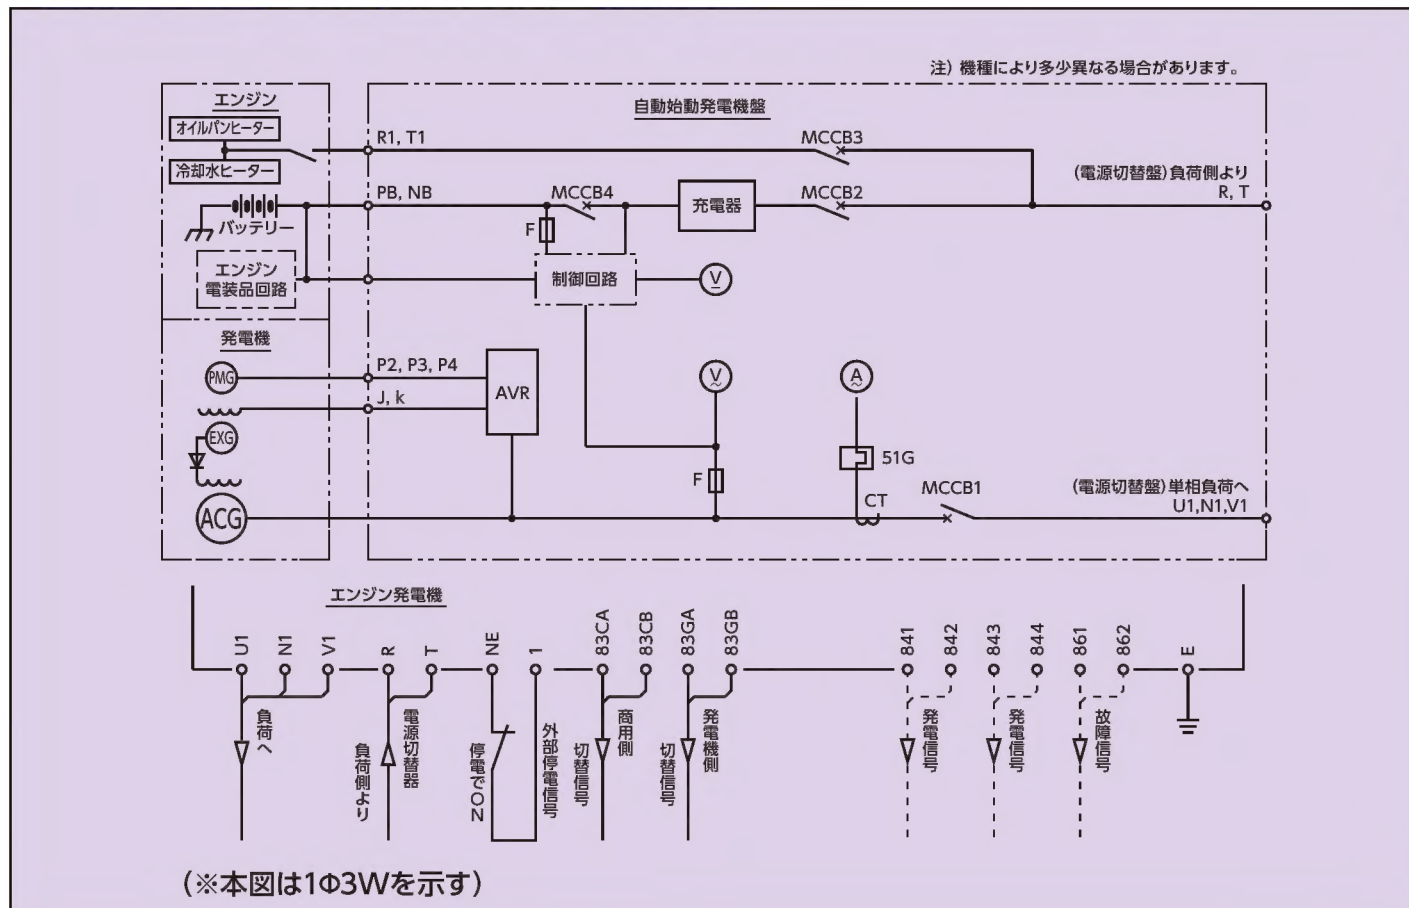 注）機種により多少異なる場合があります。
エンジン
オイルパンヒーター
冷却水ヒーター
バッテリー
エンジン
電装品回路
発電機
PMG
EXG
ACG
自動始動発電機盤
R1, T1
MCCB3
PB, NB
MCCB4
充電器
MCCB2
(電源切替盤)負荷側より
R, T
F
制御回路
V
P2, P3, P4
J, k
AVR
V
A
F
51G
CT
MCCB1
(電源切替盤)単相負荷へ
U1,N1,V1
エンジン発電機
U1
N1
V1
R
T
NE
1
83CA
83CB
83GA
83GB
841
842
843
844
861
862
E
負荷へ
電源切替器
負荷側より
停電でON
外部停電信号
商用側
切替信号
発電機側
切替信号
発電信号
発電信号
故障信号
(※本図は1Φ3Wを示す)